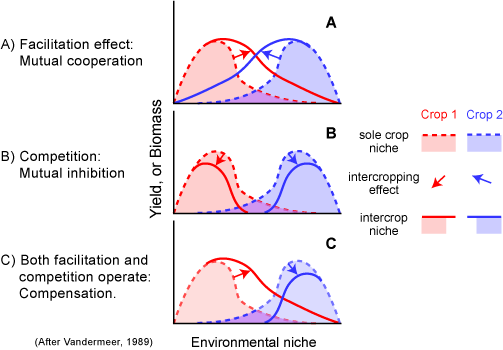 A) Facilitation effect:
Mutual cooperation
A
B) Competition:
Mutual inhibition
B
C) Both facilitation and
competition operate:
Compensation.
C
Yield, or Biomass
Environmental niche
(After Vandermeer, 1989)
Crop 1 Crop 2
sole crop
niche
intercropping
effect
intercrop
niche